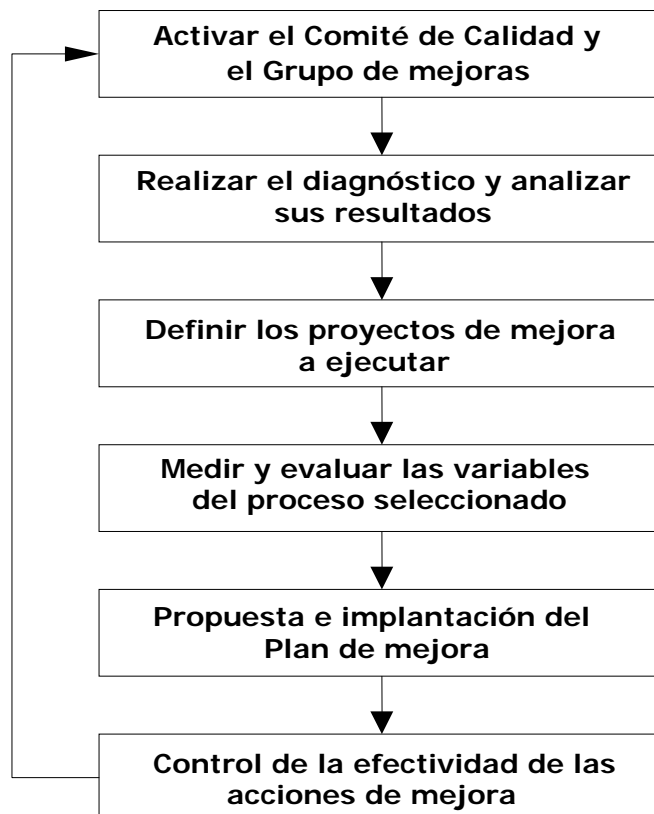 Activar el Comité de Calidad y
el Grupo de mejoras
Realizar el diagnóstico y analizar
sus resultados
Definir los proyectos de mejora
a ejecutar
Medir y evaluar las variables
del proceso seleccionado
Propuesta e implantación del
Plan de mejora
Control de la efectividad de las
acciones de mejora